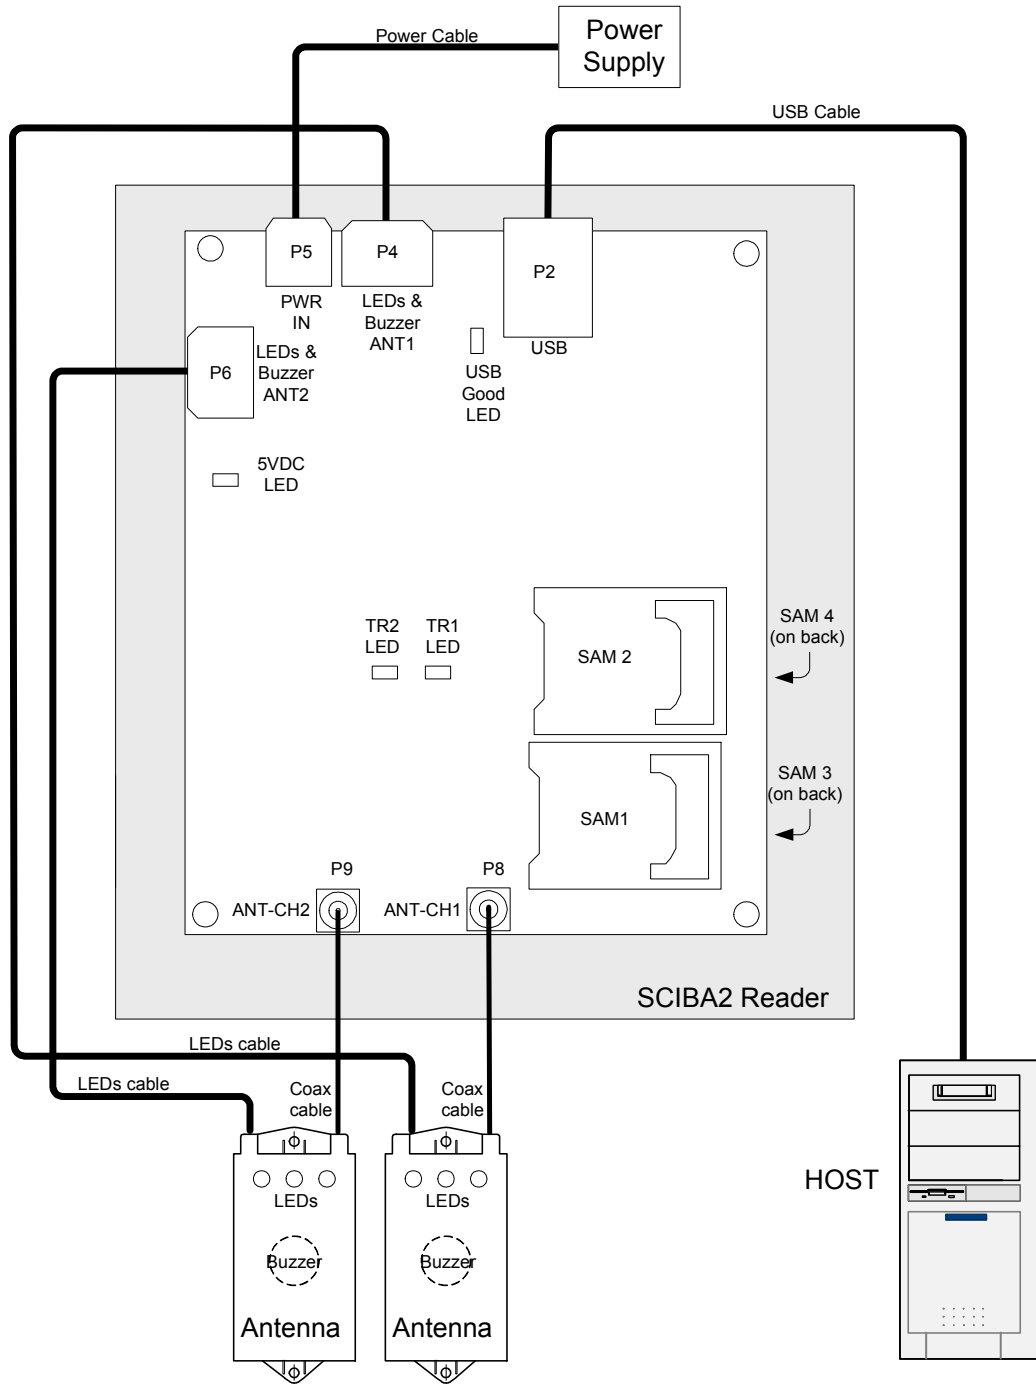 Power
Supply
Power Cable
USB Cable
P5
P4
P2
PWR
IN
LEDs &
Buzzer
ANT1
USB
P6
LEDs &
Buzzer
ANT2
USB
Good
LED
5VDC
LED
TR2
LED
TR1
LED
SAM 2
SAM 4
(on back)
SAM1
SAM 3
(on back)
P9
P8
ANT-CH2
ANT-CH1
SCIBA2 Reader
LEDs cable
LEDs cable
Coax
cable
Coax
cable
LEDs
LEDs
Buzzer
Buzzer
Antenna
Antenna
HOST